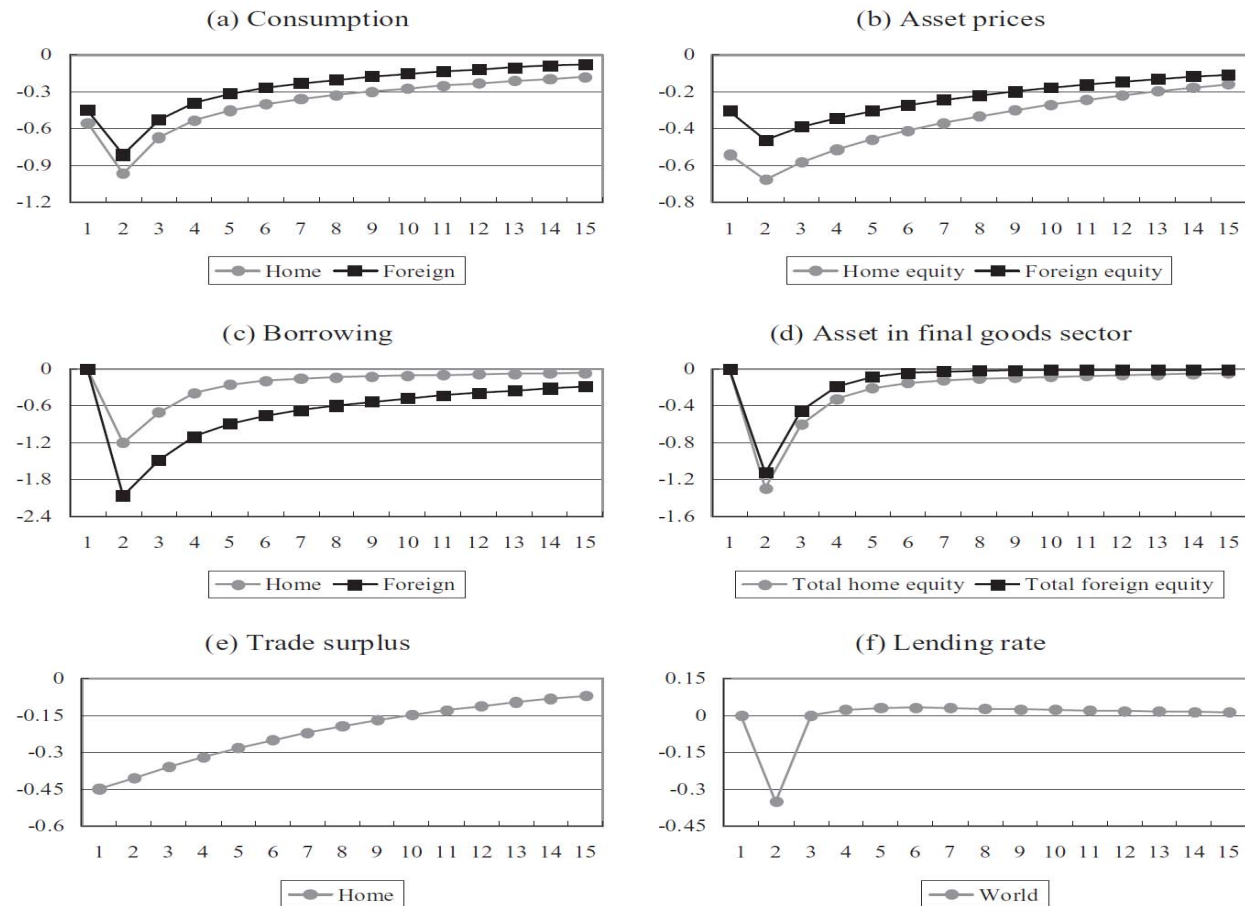 (a) Consumption
0
-0.3
-0.6
-0.9
-1.2
1 2 3 4 5 6 7 8 9 10 11 12 13 14 15
Home Foreign
(b) Asset prices
0
-0.2
-0.4
-0.6
-0.8
1 2 3 4 5 6 7 8 9 10 11 12 13 14 15
Home equity Foreign equity
(c) Borrowing
0
-0.6
-1.2
-1.8
-2.4
1 2 3 4 5 6 7 8 9 10 11 12 13 14 15
Home Foreign
(d) Asset in final goods sector
0
-0.4
-0.8
-1.2
-1.6
1 2 3 4 5 6 7 8 9 10 11 12 13 14 15
Total home equity Total foreign equity
(e) Trade surplus
0
-0.15
-0.3
-0.45
-0.6
1 2 3 4 5 6 7 8 9 10 11 12 13 14 15
Home
(f) Lending rate
0.15
0
-0.15
-0.3
-0.45
1 2 3 4 5 6 7 8 9 10 11 12 13 14 15
World